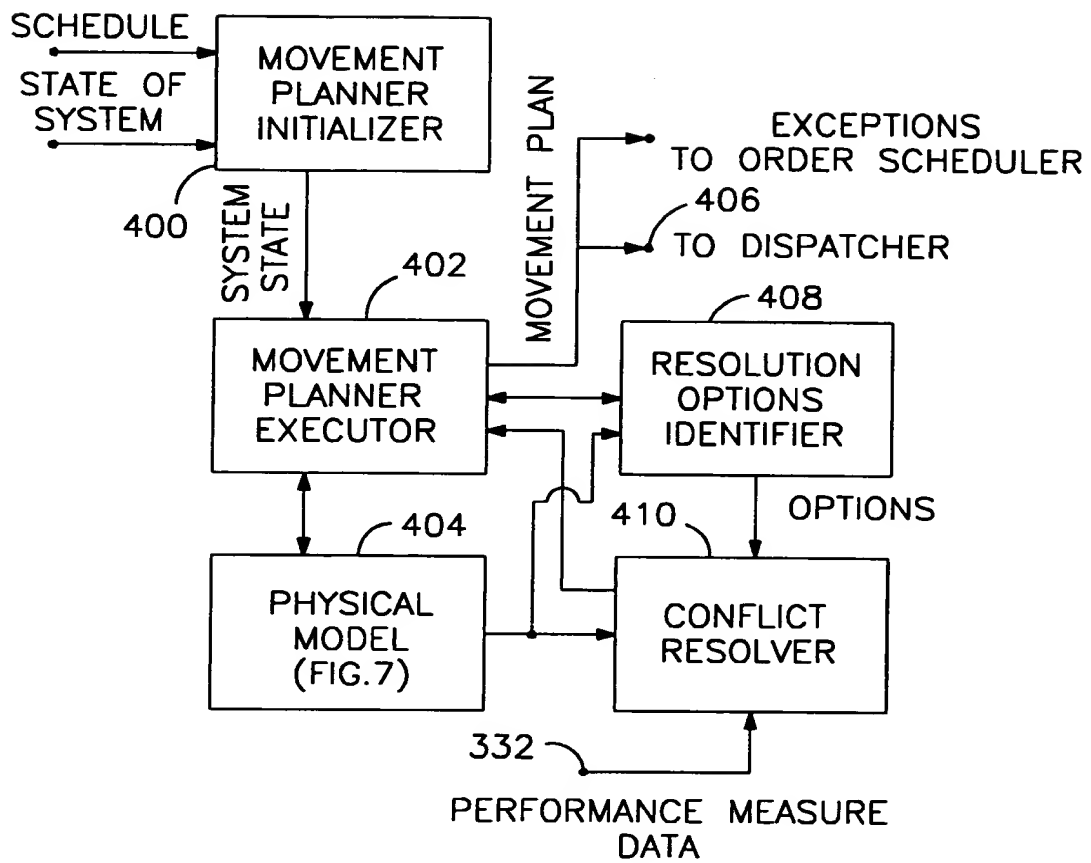 SCHEDULE
STATE OF
SYSTEM
MOVEMENT
PLANNER
INITIALIZER
400
SYSTEM
STATE
MOVEMENT PLAN
EXCEPTIONS
TO ORDER SCHEDULER
406
TO DISPATCHER
402
MOVEMENT
PLANNER
EXECUTOR
408
RESOLUTION
OPTIONS
IDENTIFIER
OPTIONS
404
PHYSICAL
MODEL
(FIG.7)
410
CONFLICT
RESOLVER
332
PERFORMANCE MEASURE
DATA